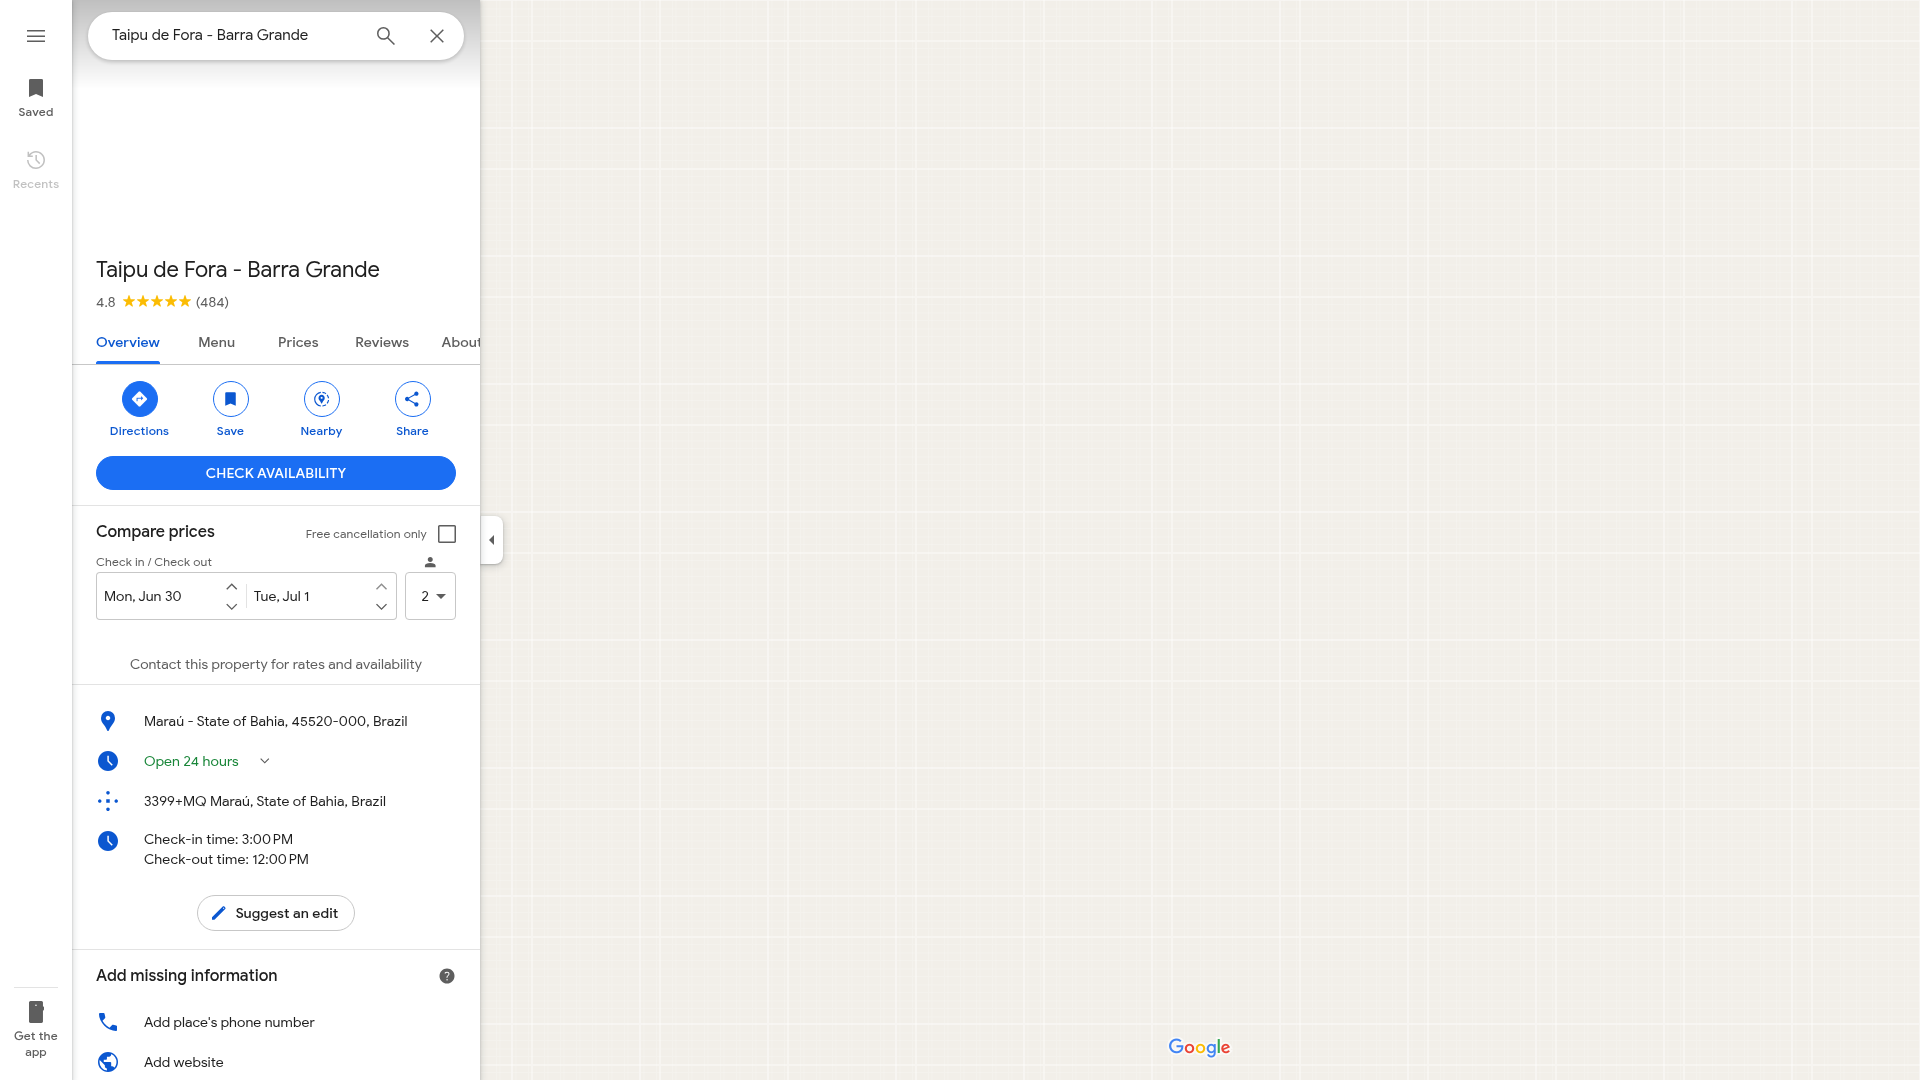 Taipu de Fora - Barra Grande
Saved
Recents
Taipu de Fora - Barra Grande
4.8 (484)
Overview Menu Prices Reviews About
Directions Save Nearby Share
CHECK AVAILABILITY
Compare prices Free cancellation only
Check in / Check out
Mon, Jun 30 Tue, Jul 1 2
Contact this property for rates and availability
Maraú - State of Bahia, 45520-000, Brazil
Open 24 hours
3399+MQ Maraú, State of Bahia, Brazil
Check-in time: 3:00 PM
Check-out time: 12:00 PM
Suggest an edit
Add missing information
Add place's phone number
Add website
Get the
app
Google